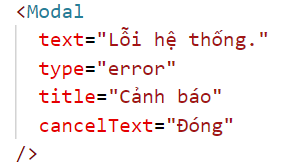 <Modal
text="Lỗi hệ thống."
type="error"
title="Cảnh báo"
cancelText="Đóng"
/>